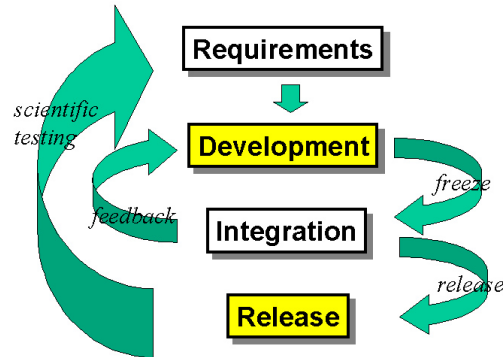 Requirements
scientific
testing
Development
freeze
feedback
Integration
release
Release